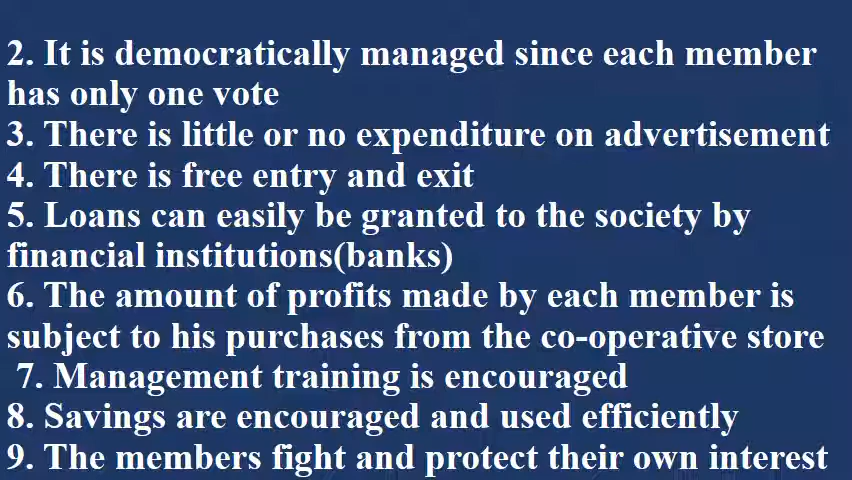 2. It is democratically managed since each member
has only one vote
3. There is little or no expenditure on advertisement
4. There is free entry and exit
5. Loans can easily be granted to the society by
financial institutions(banks)
6. The amount of profits made by each member is
subject to his purchases from the co-operative store
7. Management training is encouraged
8. Savings are encouraged and used efficiently
9. The members fight and protect their own interest